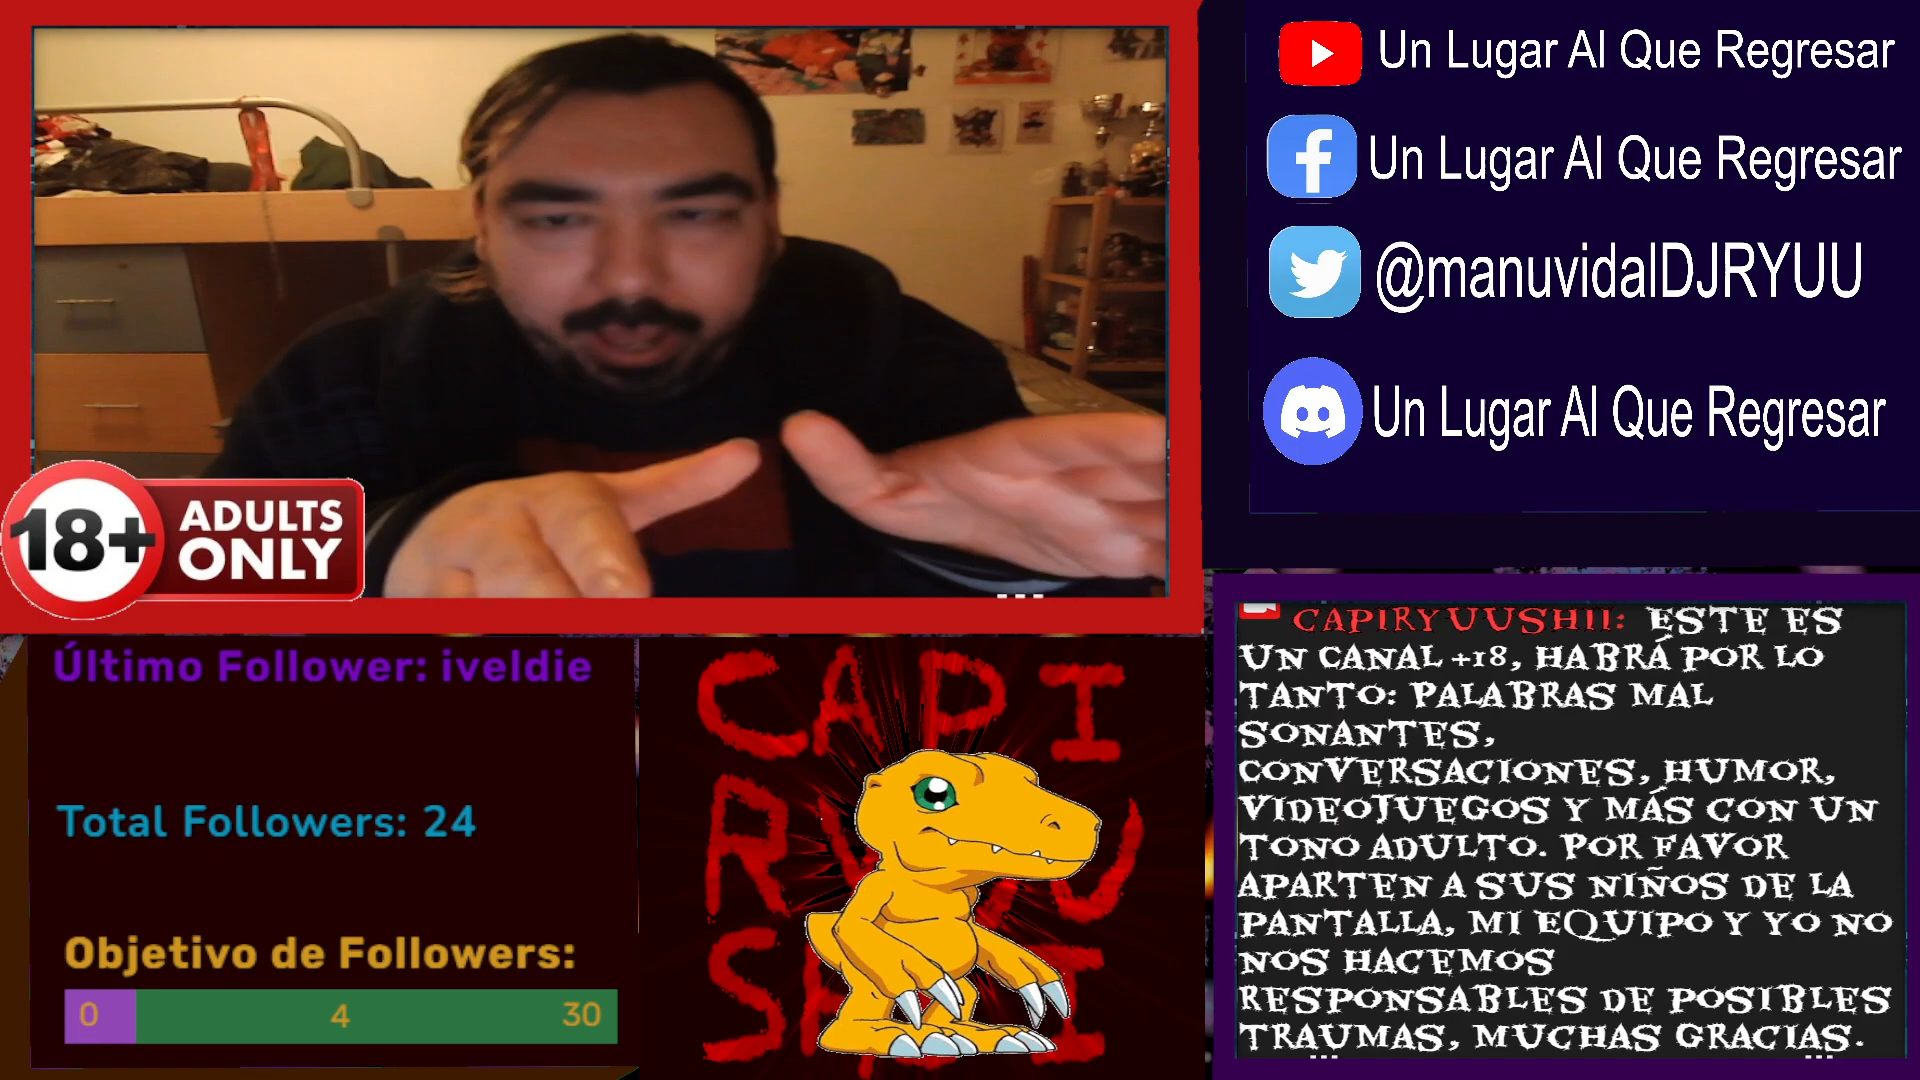 Un Lugar Al Que Regresar
Un Lugar Al Que Regresar
@manuvidalDJRYUU
Un Lugar Al Que Regresar
18+ ADULTS
ONLY
Último Follower: iveldie
Total Followers: 24
Objetivo de Followers:
0 4 30
CAPI
RYUU
SHI
CAPIRYUUSHII: ESTE ES
UN CANAL +18, HABRÁ POR LO
TANTO: PALABRAS MAL
SONANTES,
CONVERSACIONES, HUMOR,
VIDEOJUEGOS Y MÁS CON UN
TONO ADULTO. POR FAVOR
APARTEN A SUS NIÑOS DE LA
PANTALLA, MI EQUIPO Y YO NO
NOS HACEMOS
RESPONSABLES DE POSIBLES
TRAUMAS, MUCHAS GRACIAS.